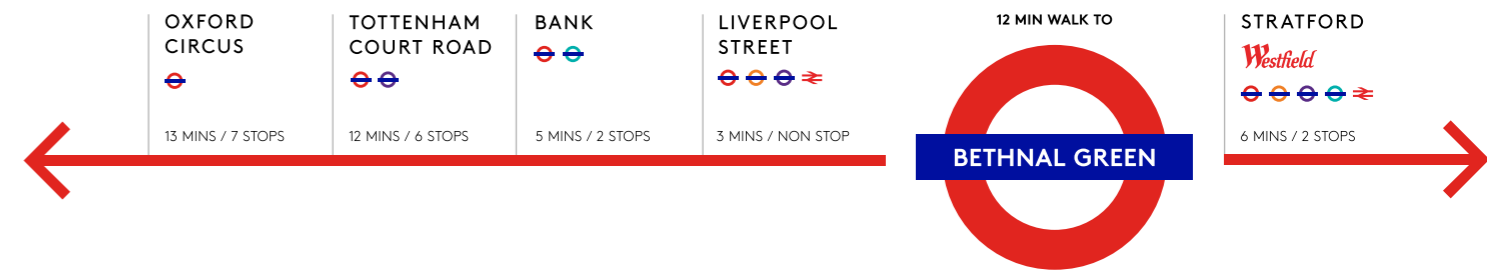 OXFORD
CIRCUS
13 MINS / 7 STOPS
TOTTENHAM
COURT ROAD
12 MINS / 6 STOPS
BANK
5 MINS / 2 STOPS
LIVERPOOL
STREET
3 MINS / NON STOP
12 MIN WALK TO
BETHNAL GREEN
STRATFORD
Westfield
6 MINS / 2 STOPS